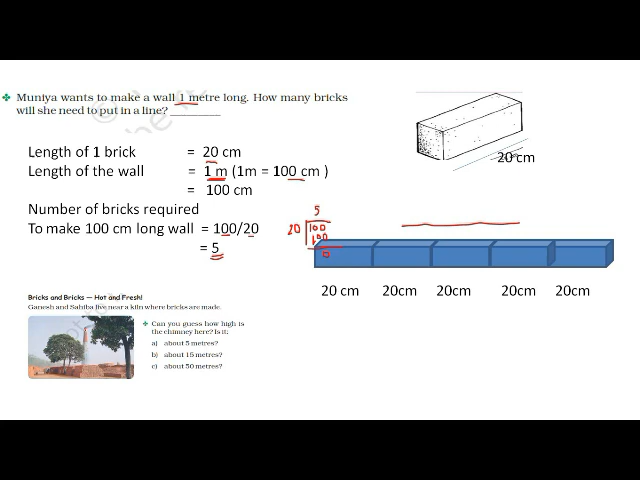 Muniya wants to make a wall 1 metre long. How many bricks
will she need to put in a line? __________
20 cm
Length of 1 brick = 20 cm
Length of the wall = 1 m (1m = 100 cm )
= 100 cm
Number of bricks required
To make 100 cm long wall = 100/20
= 5
5
20 100
100
0
20 cm 20cm 20cm 20cm 20cm
Bricks and Bricks — Hot and Fresh!
Ganesh and Sahiba live near a kiln where bricks are made.
Can you guess how high is
the chimney here? Is it:
a) about 5 metres?
b) about 15 metres?
c) about 50 metres?